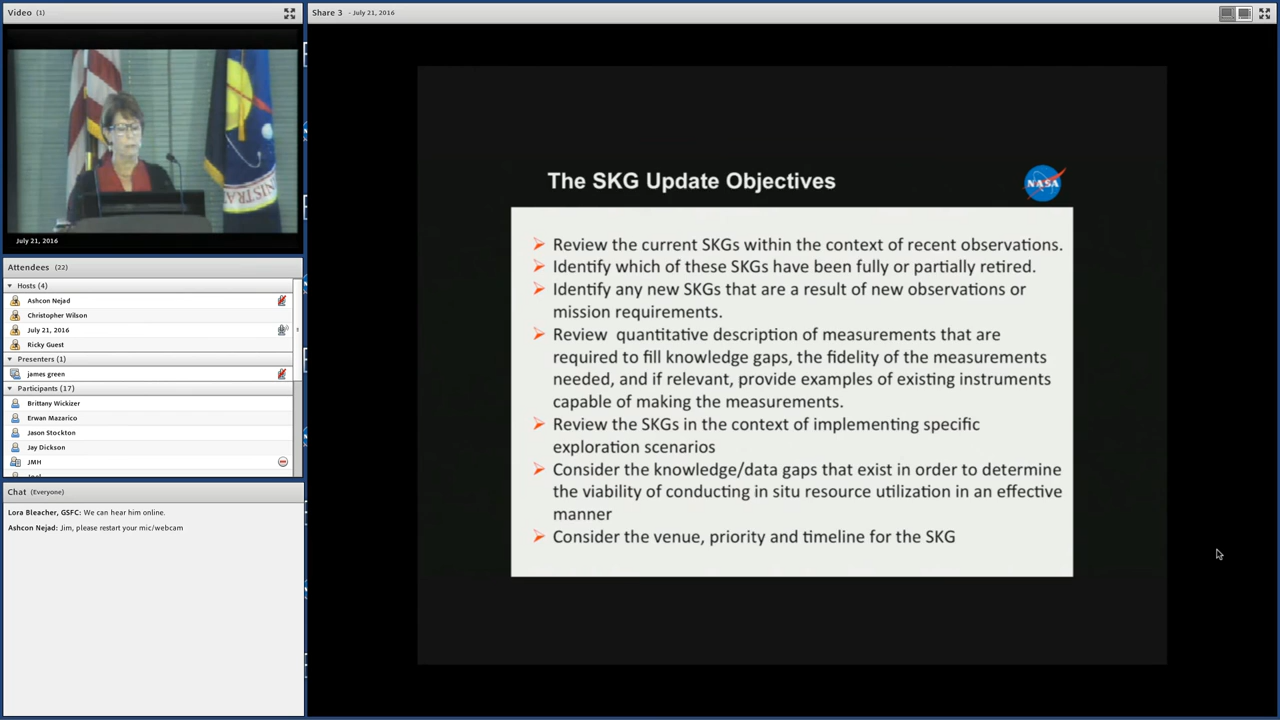 Video (1)
July 21, 2016
Attendees (22)
Hosts (4)
Ashcon Nejad
Christopher Wilson
July 21, 2016
Ricky Guest
Presenters (1)
james green
Participants (17)
Brittany Wickizer
Erwan Mazarico
Jason Stockton
Jay Dickson
JMH
Chat (Everyone)
Lora Bleacher, GSFC: We can hear him online.
Ashcon Nejad: Jim, please restart your mic/webcam
Share 3 - July 21, 2016
The SKG Update Objectives
NASA
Review the current SKGs within the context of recent observations.
Identify which of these SKGs have been fully or partially retired.
Identify any new SKGs that are a result of new observations or
mission requirements.
Review quantitative description of measurements that are
required to fill knowledge gaps, the fidelity of the measurements
needed, and if relevant, provide examples of existing instruments
capable of making the measurements.
Review the SKGs in the context of implementing specific
exploration scenarios
Consider the knowledge/data gaps that exist in order to determine
the viability of conducting in situ resource utilization in an effective
manner
Consider the venue, priority and timeline for the SKG